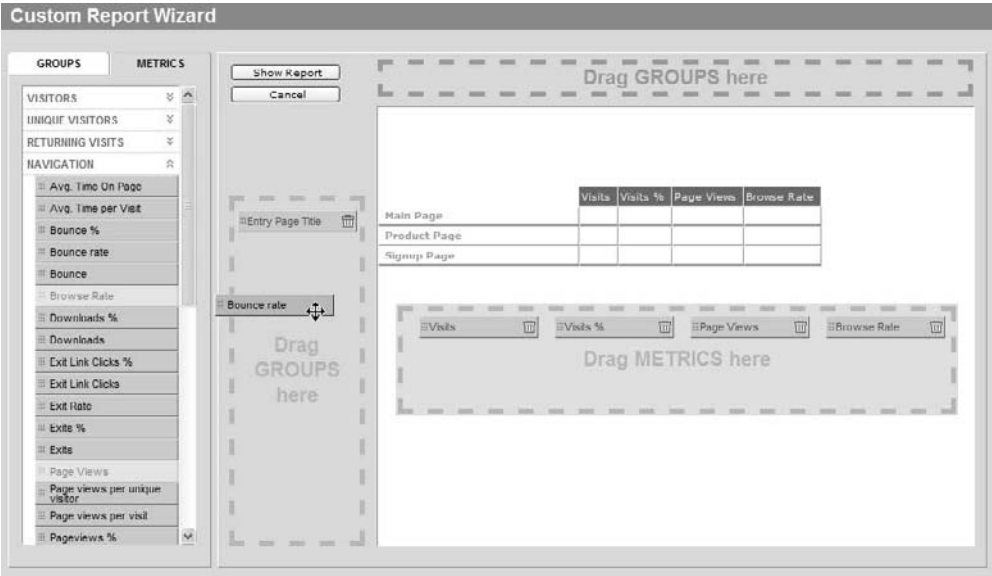 Custom Report Wizard
GROUPS METRICS
VISITORS
UNIQUE VISITORS
RETURNING VISITS
NAVIGATION
Avg. Time On Page
Avg. Time per Visit
Bounce %
Bounce rate
Bounce
Browse Rate
Downloads %
Downloads
Exit Link Clicks %
Exit Link Clicks
Exit Rate
Exits %
Exits
Page Views
Page views per unique
visitor
Page views per visit
Pageviews %
Show Report
Cancel
Drag GROUPS here
Entry Page Title
Bounce rate
Drag
GROUPS
here
Visits Visits % Page Views Browse Rate
Main Page
Product Page
Signup Page
Visits Visits % Page Views Browse Rate
Drag METRICS here